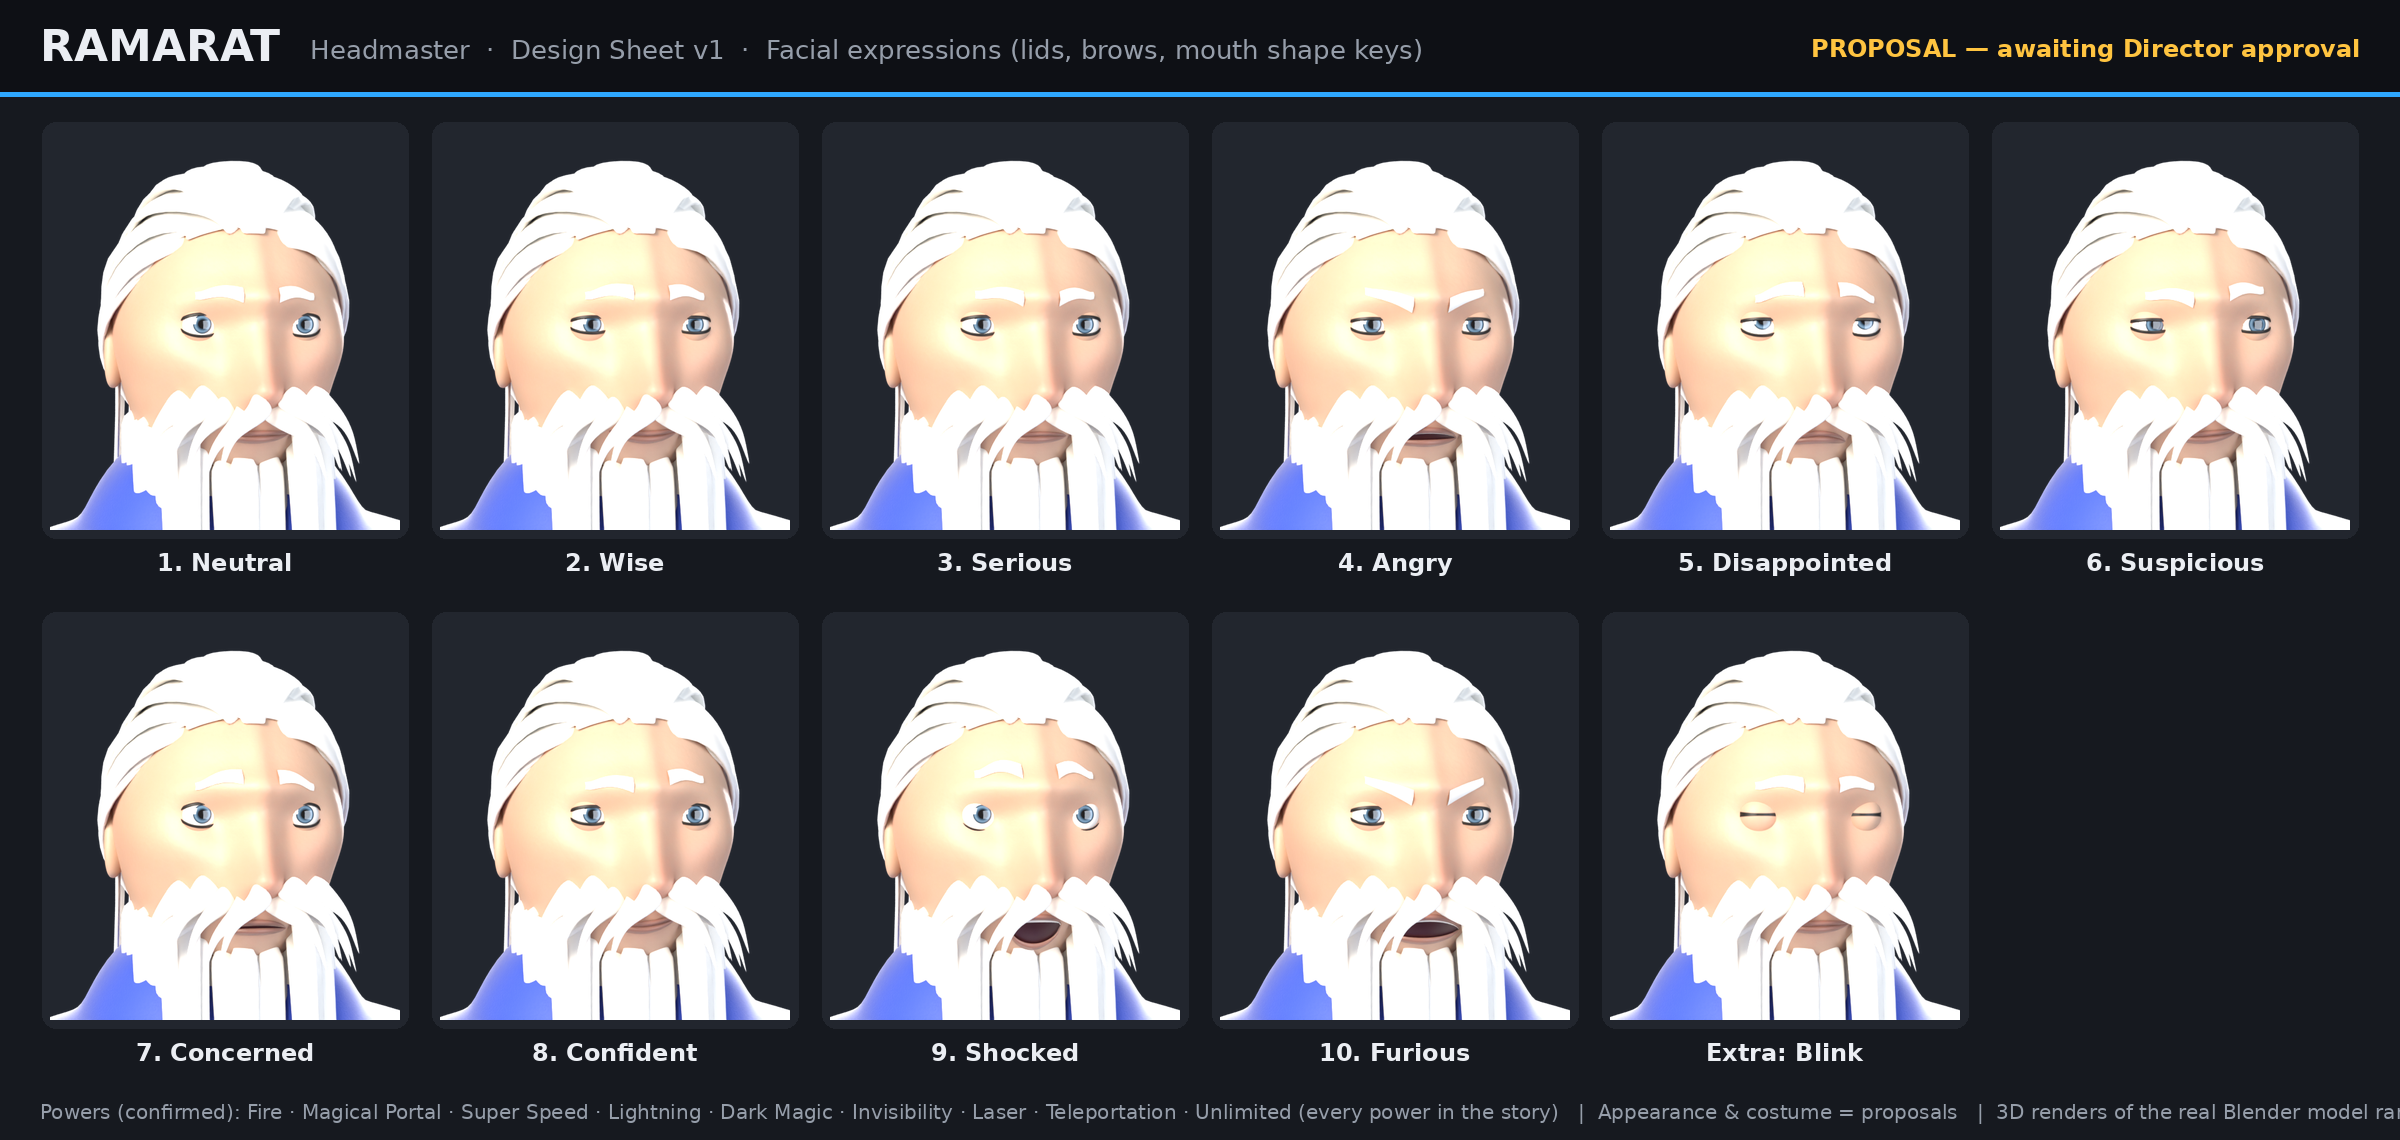 RAMARAT Headmaster · Design Sheet v1 · Facial expressions (lids, brows, mouth shape keys) PROPOSAL — awaiting Director approval
1. Neutral 2. Wise 3. Serious 4. Angry 5. Disappointed 6. Suspicious
7. Concerned 8. Confident 9. Shocked 10. Furious Extra: Blink
Powers (confirmed): Fire · Magical Portal · Super Speed · Lightning · Dark Magic · Invisibility · Laser · Teleportation · Unlimited (every power in the story) | Appearance & costume = proposals | 3D renders of the real Blender model